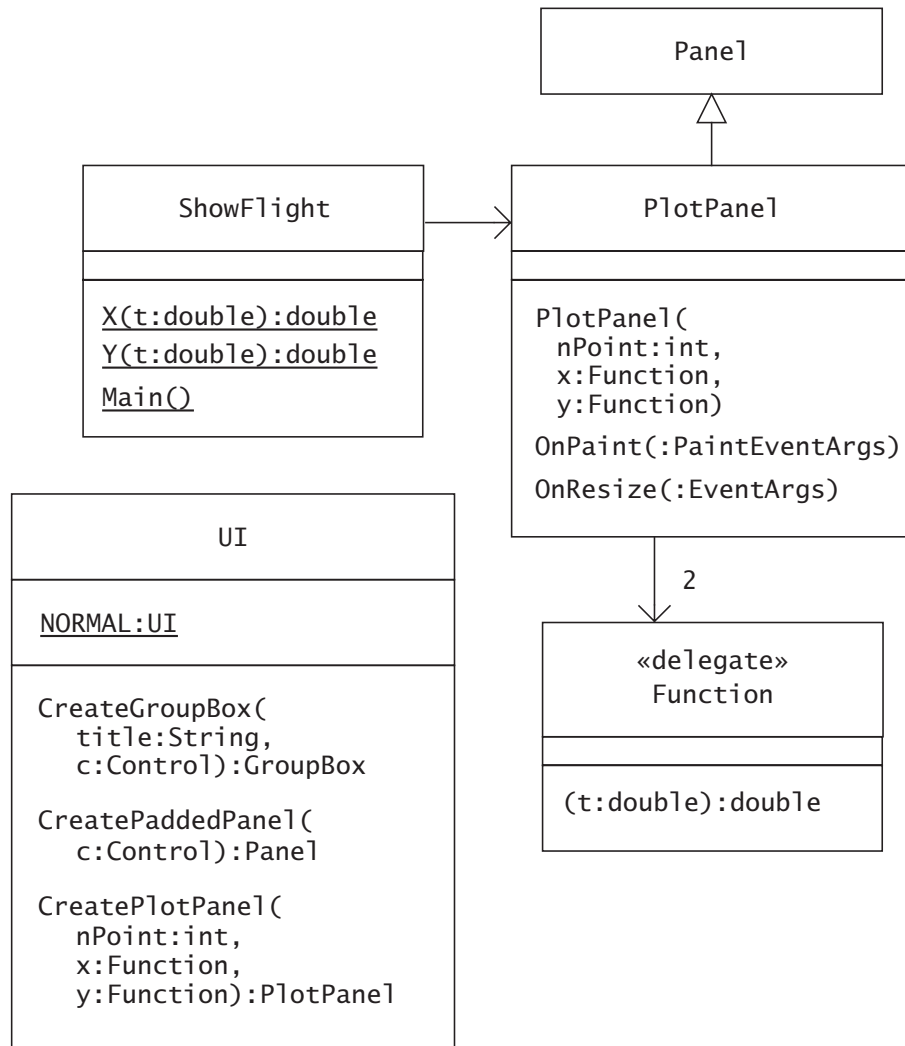 Panel
ShowFlight
X(t:double):double
Y(t:double):double
Main()
PlotPanel
PlotPanel(
nPoint:int,
x:Function,
y:Function)
OnPaint(:PaintEventArgs)
OnResize(:EventArgs)
2
UI
NORMAL:UI
CreateGroupBox(
title:String,
c:Control):GroupBox
CreatePaddedPanel(
c:Control):Panel
CreatePlotPanel(
nPoint:int,
x:Function,
y:Function):PlotPanel
«delegate»
Function
(t:double):double